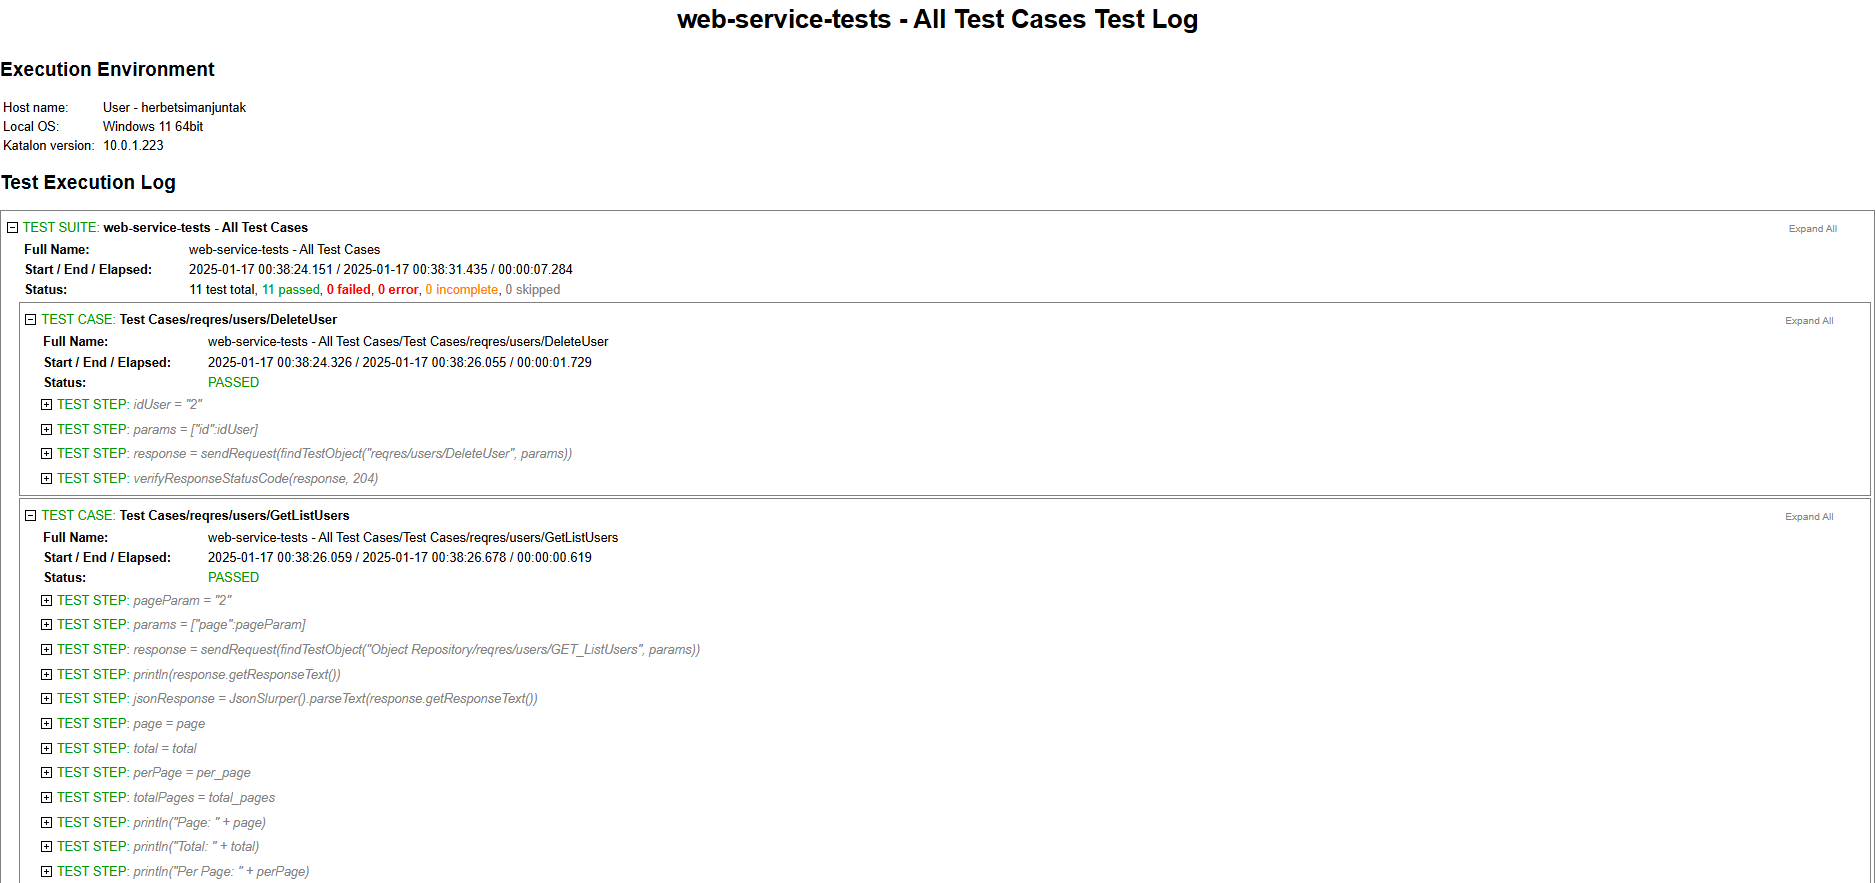 web-service-tests - All Test Cases Test Log
Execution Environment
Host name: User - herbetsimanjuntak
Local OS: Windows 11 64bit
Katalon version: 10.0.1.223
Test Execution Log
TEST SUITE: web-service-tests - All Test Cases Expand All
Full Name: web-service-tests - All Test Cases
Start / End / Elapsed: 2025-01-17 00:38:24.151 / 2025-01-17 00:38:31.435 / 00:00:07.284
Status: 11 test total, 11 passed, 0 failed, 0 error, 0 incomplete, 0 skipped
TEST CASE: Test Cases/reqres/users/DeleteUser Expand All
Full Name: web-service-tests - All Test Cases/Test Cases/reqres/users/DeleteUser
Start / End / Elapsed: 2025-01-17 00:38:24.326 / 2025-01-17 00:38:26.055 / 00:00:01.729
Status: PASSED
TEST STEP: idUser = "2"
TEST STEP: params = ["id":idUser]
TEST STEP: response = sendRequest(findTestObject("reqres/users/DeleteUser", params))
TEST STEP: verifyResponseStatusCode(response, 204)
TEST CASE: Test Cases/reqres/users/GetListUsers Expand All
Full Name: web-service-tests - All Test Cases/Test Cases/reqres/users/GetListUsers
Start / End / Elapsed: 2025-01-17 00:38:26.059 / 2025-01-17 00:38:26.678 / 00:00:00.619
Status: PASSED
TEST STEP: pageParam = "2"
TEST STEP: params = ["page":pageParam]
TEST STEP: response = sendRequest(findTestObject("Object Repository/reqres/users/GET_ListUsers", params))
TEST STEP: println(response.getResponseText())
TEST STEP: jsonResponse = JsonSlurper().parseText(response.getResponseText())
TEST STEP: page = page
TEST STEP: total = total
TEST STEP: perPage = per_page
TEST STEP: totalPages = total_pages
TEST STEP: println("Page: " + page)
TEST STEP: println("Total: " + total)
TEST STEP: println("Per Page: " + perPage)